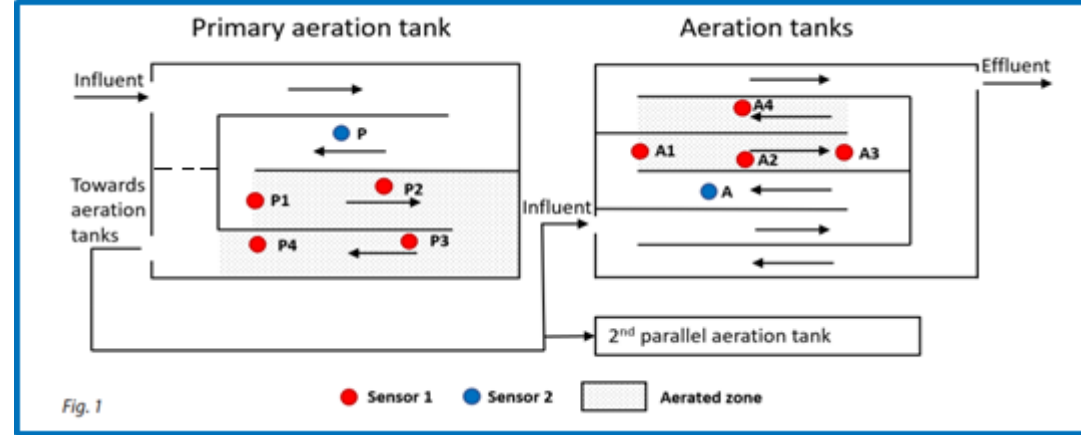 Primary aeration tank
Aeration tanks
Influent
Effluent
A4
P
A1
A2
A3
Towards
aeration
tanks
P1
P2
Influent
A
P4
P3
2nd parallel aeration tank
Fig. 1
Sensor 1
Sensor 2
Aerated zone